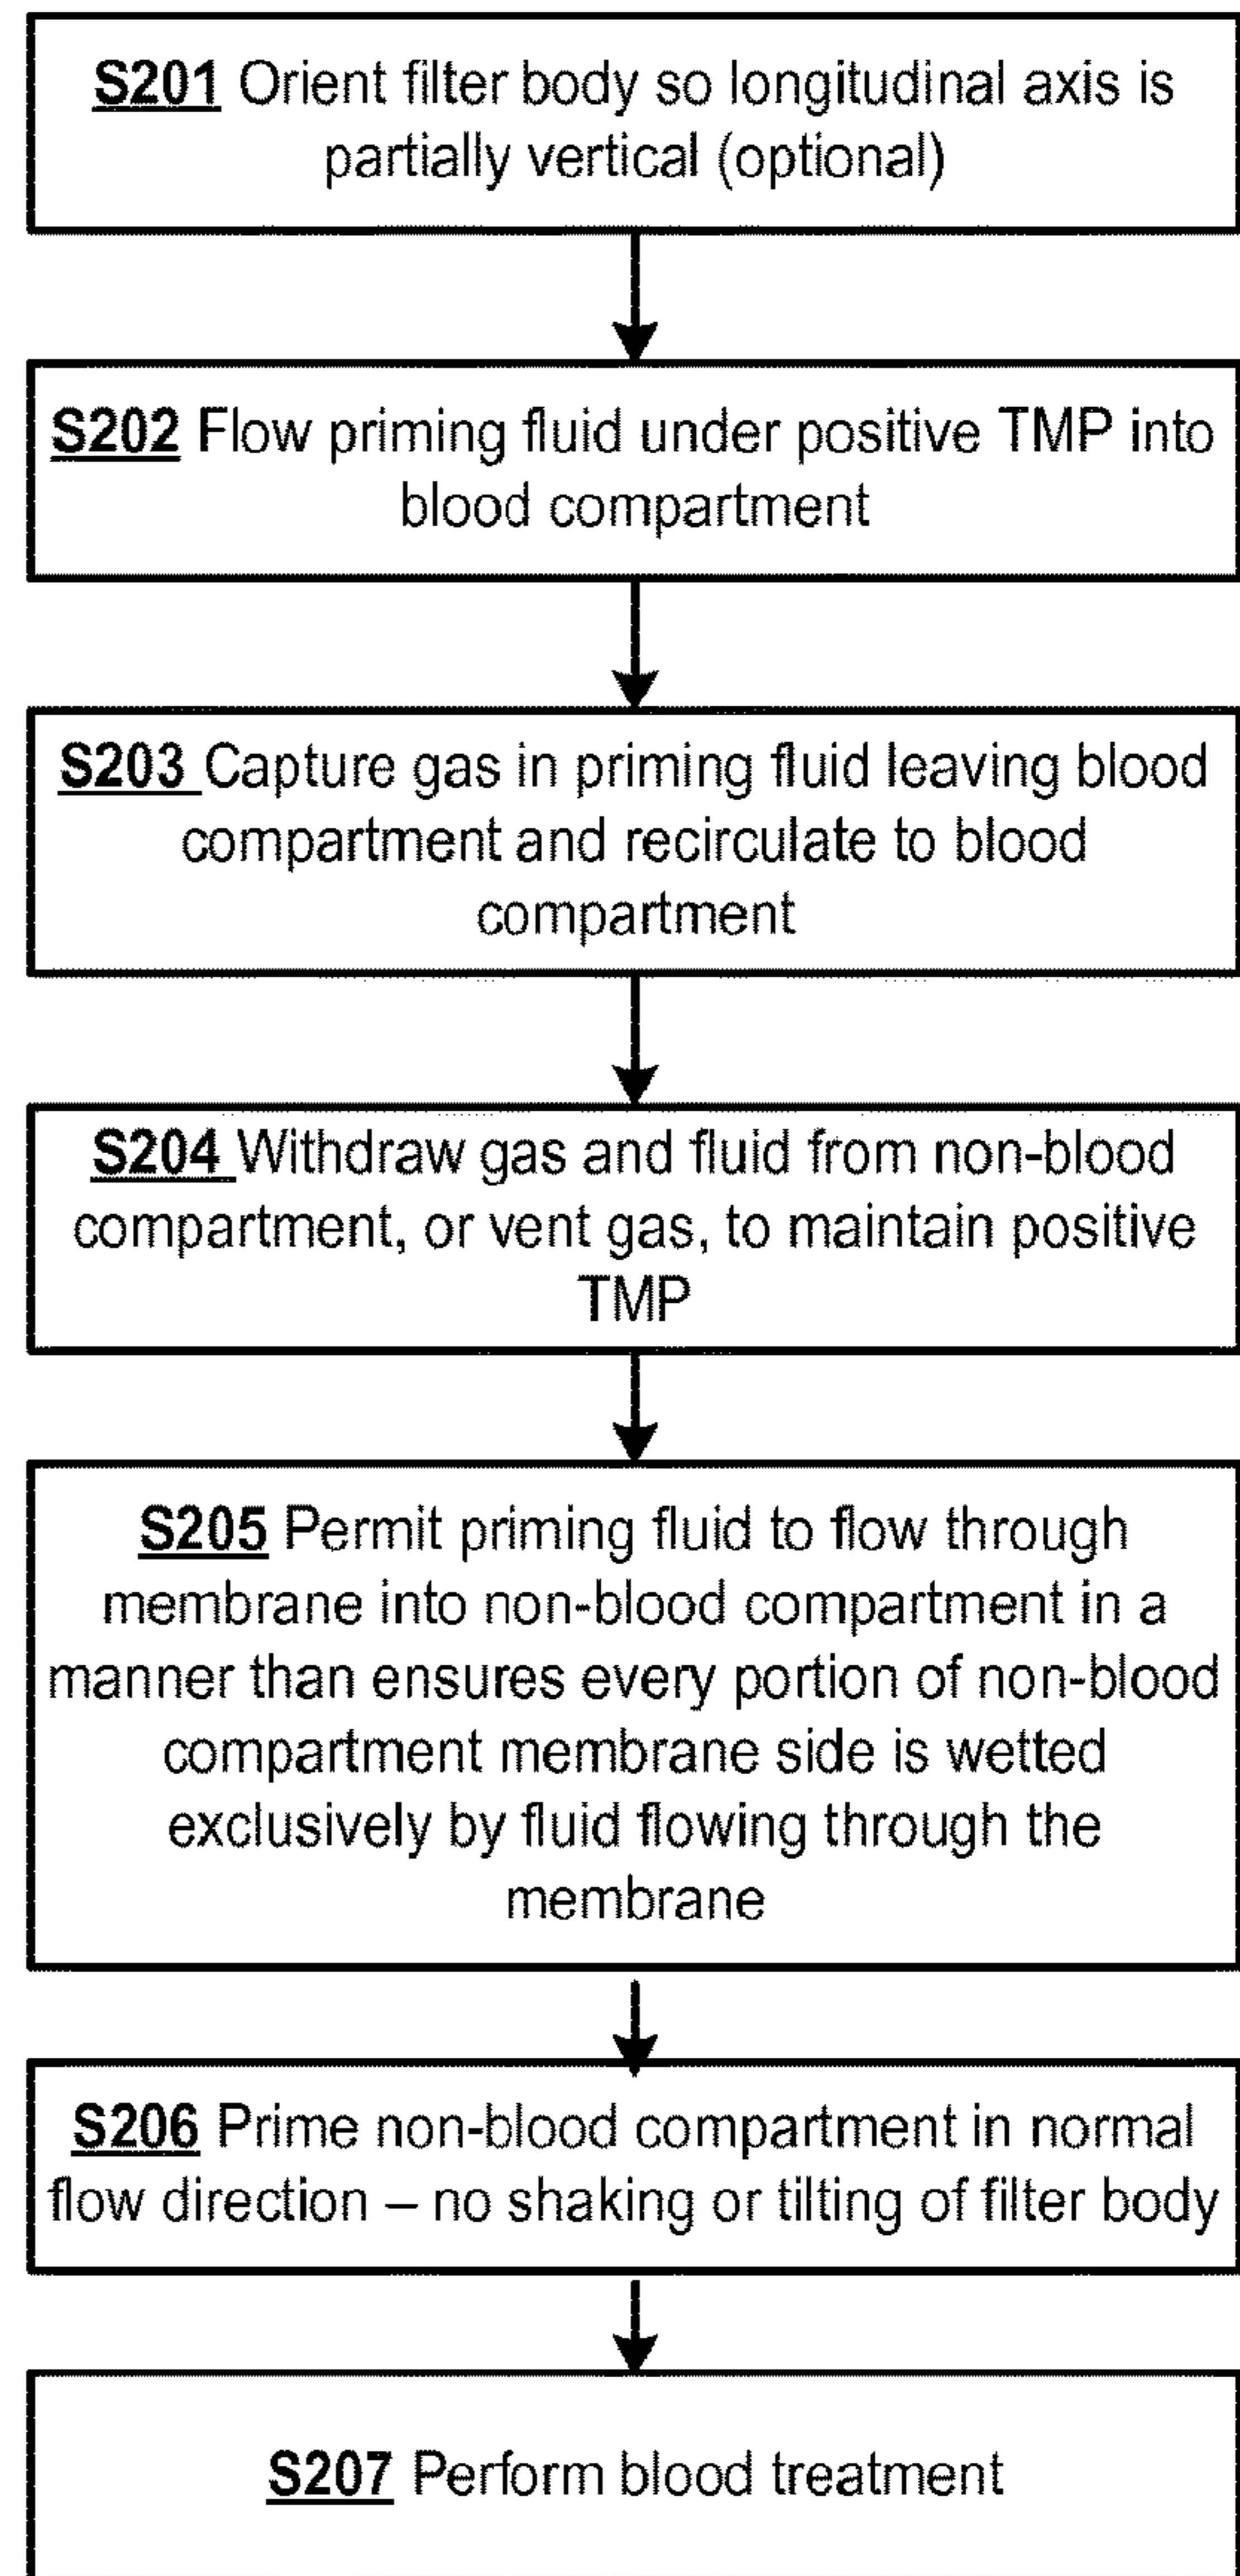 S201 Orient filter body so longitudinal axis is
partially vertical (optional)
S202 Flow priming fluid under positive TMP into
blood compartment
S203 Capture gas in priming fluid leaving blood
compartment and recirculate to blood
compartment
S204 Withdraw gas and fluid from non-blood
compartment, or vent gas, to maintain positive
TMP
S205 Permit priming fluid to flow through
membrane into non-blood compartment in a
manner than ensures every portion of non-blood
compartment membrane side is wetted
exclusively by fluid flowing through the
membrane
S206 Prime non-blood compartment in normal
flow direction – no shaking or tilting of filter body
S207 Perform blood treatment